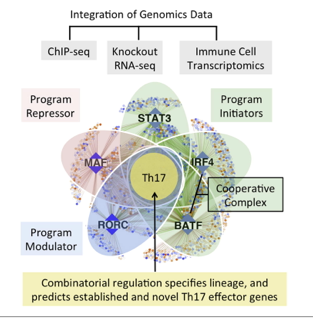 Integration of Genomics Data
ChIP-seq
Knockout
RNA-seq
Immune Cell
Transcriptomics
Program
Repressor
Program
Initiators
STAT3
MAF
IRF4
Th17
Cooperative
Complex
RORC
BATF
Program
Modulator
Combinatorial regulation specifies lineage, and
predicts established and novel Th17 effector genes